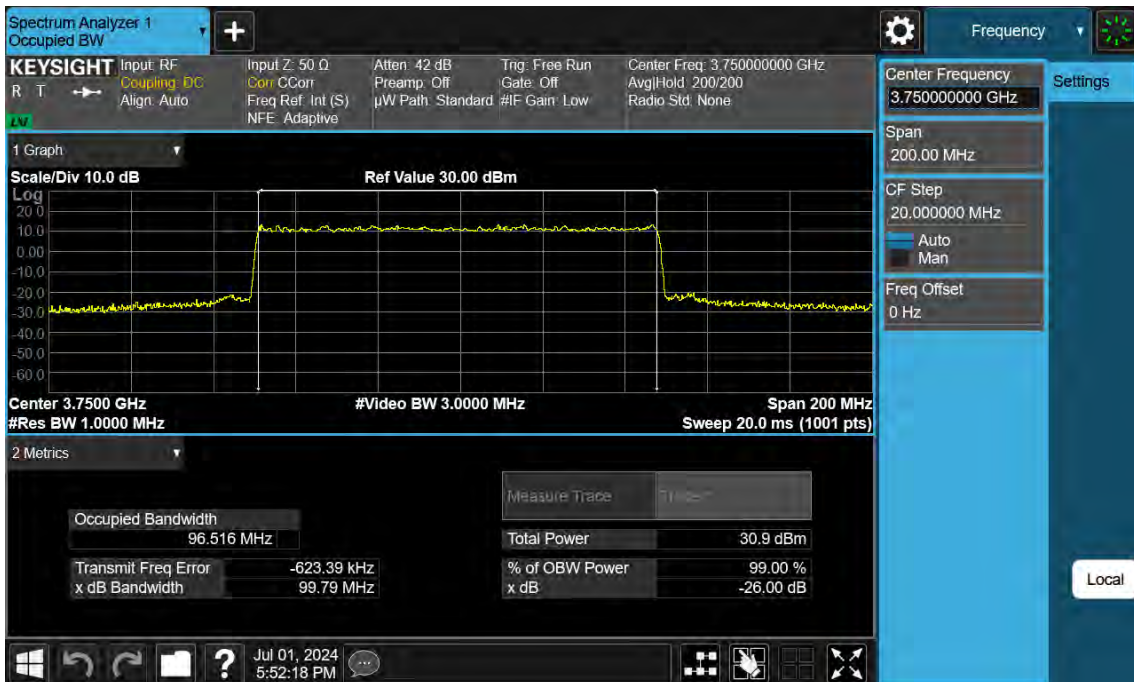 Spectrum Analyzer 1
Occupied BW
+
Frequency
KEYSIGHT
R T
LV
Input: RF
Coupling: DC
Align: Auto
Input Z: 50 Ω
Corr CCorr
Freq Ref: Int (S)
NFE: Adaptive
Atten: 42 dB
Preamp: Off
µW Path: Standard
Trig: Free Run
Gate: Off
#IF Gain: Low
Center Freq: 3.750000000 GHz
Avg|Hold: 200/200
Radio Std: None
Center Frequency
3.750000000 GHz
Settings
Span
200.00 MHz
CF Step
20.000000 MHz
Auto
Man
Freq Offset
0 Hz
Local
1 Graph
Scale/Div 10.0 dB
Ref Value 30.00 dBm
Log
20.0
10.0
0.00
-10.0
-20.0
-30.0
-40.0
-50.0
-60.0
Center 3.7500 GHz
#Video BW 3.0000 MHz
Span 200 MHz
#Res BW 1.0000 MHz
Sweep 20.0 ms (1001 pts)
2 Metrics
Measure Trace
Occupied Bandwidth
96.516 MHz
Total Power 30.9 dBm
Transmit Freq Error -623.39 kHz
% of OBW Power 99.00 %
x dB Bandwidth 99.79 MHz
x dB -26.00 dB
?
Jul 01, 2024
5:52:18 PM